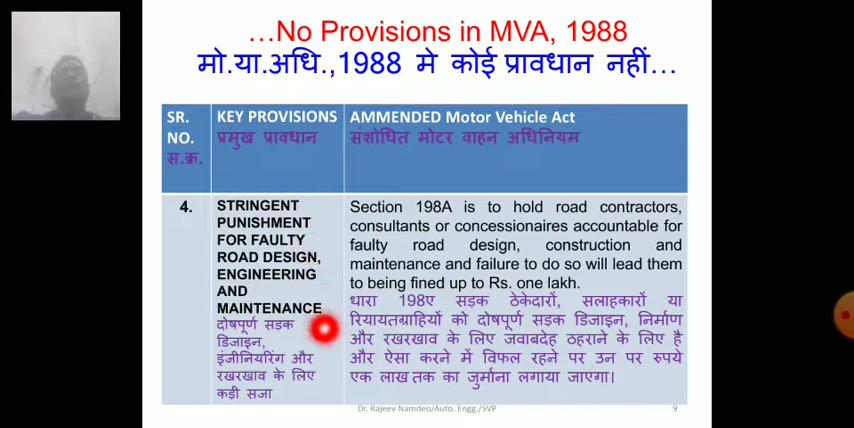 ...No Provisions in MVA, 1988
मो.या.अधि.,1988 मे कोई प्रावधान नहीं...
SR.
NO.
स.क्र.
KEY PROVISIONS
प्रमुख प्रावधान
AMMENDED Motor Vehicle Act
संशोधित मोटर वाहन अधिनियम
4.
STRINGENT
PUNISHMENT
FOR FAULTY
ROAD DESIGN,
ENGINEERING
AND
MAINTENANCE
दोषपूर्ण सड़क
डिजाइन,
इंजीनियरिंग और
रखरखाव के लिए
कड़ी सजा
Section 198A is to hold road contractors,
consultants or concessionaires accountable for
faulty road design, construction and
maintenance and failure to do so will lead them
to being fined up to Rs. one lakh.
धारा 198ए सड़क ठेकेदारों, सलाहकारों या
रियायतग्राहियों को दोषपूर्ण सड़क डिजाइन, निर्माण
और रखरखाव के लिए जवाबदेह ठहराने के लिए है
और ऐसा करने में विफल रहने पर उन पर रुपये
एक लाख तक का जुर्माना लगाया जाएगा।
Dr. Rajeev Namdeo/Auto. Engg./SVP
9